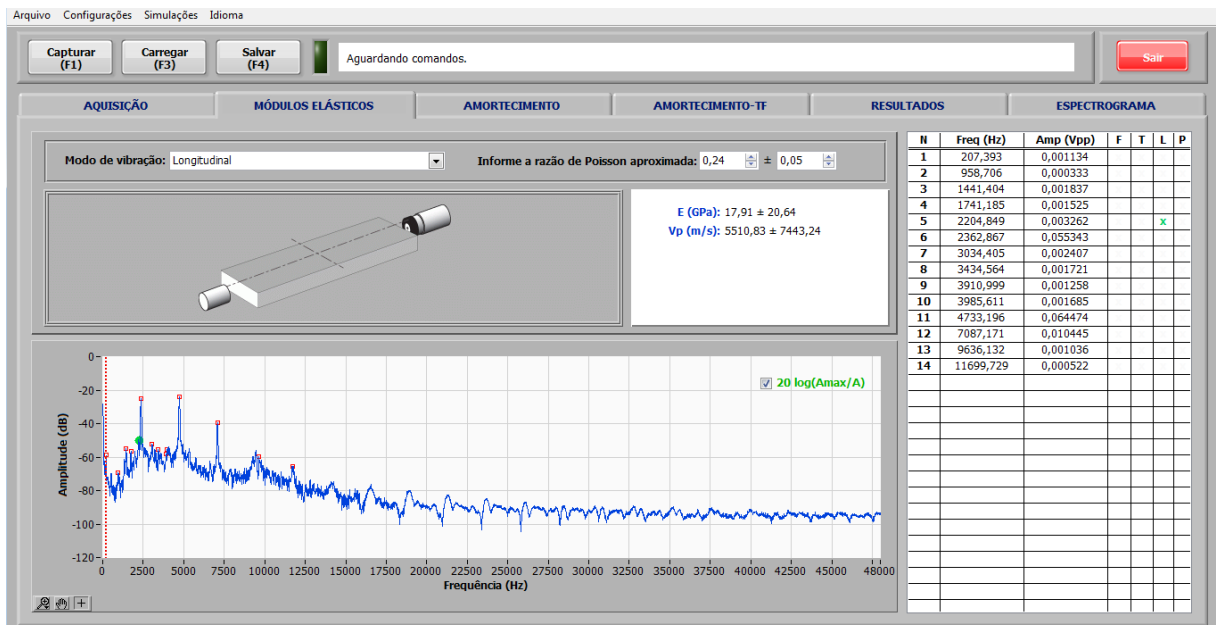 Arquivo Configurações Simulações Idioma
Capturar (F1) Carregar (F3) Salvar (F4) Aguardando comandos. Sair
AQUISIÇÃO MÓDULOS ELÁSTICOS AMORTECIMENTO AMORTECIMENTO-TF RESULTADOS ESPECTROGRAMA
Modo de vibração: Longitudinal Informe a razão de Poisson aproximada: 0,24 ± 0,05
E (GPa): 17,91 ± 20,64
Vp (m/s): 5510,83 ± 7443,24
N Freq (Hz) Amp (Vpp) F T L P
1 207,393 0,001134
2 958,706 0,000333
3 1441,404 0,001837
4 1741,185 0,001525
5 2204,849 0,003262 x
6 2362,867 0,055343
7 3034,405 0,002407
8 3434,564 0,001721
9 3910,999 0,001258
10 3985,611 0,001685
11 4733,196 0,064474
12 7087,171 0,010445
13 9636,132 0,001036
14 11699,729 0,000522
20 log(Amax/A)
Amplitude (dB)
0
-20
-40
-60
-80
-100
-120
0 2500 5000 7500 10000 12500 15000 17500 20000 22500 25000 27500 30000 32500 35000 37500 40000 42500 45000 48000
Frequência (Hz)